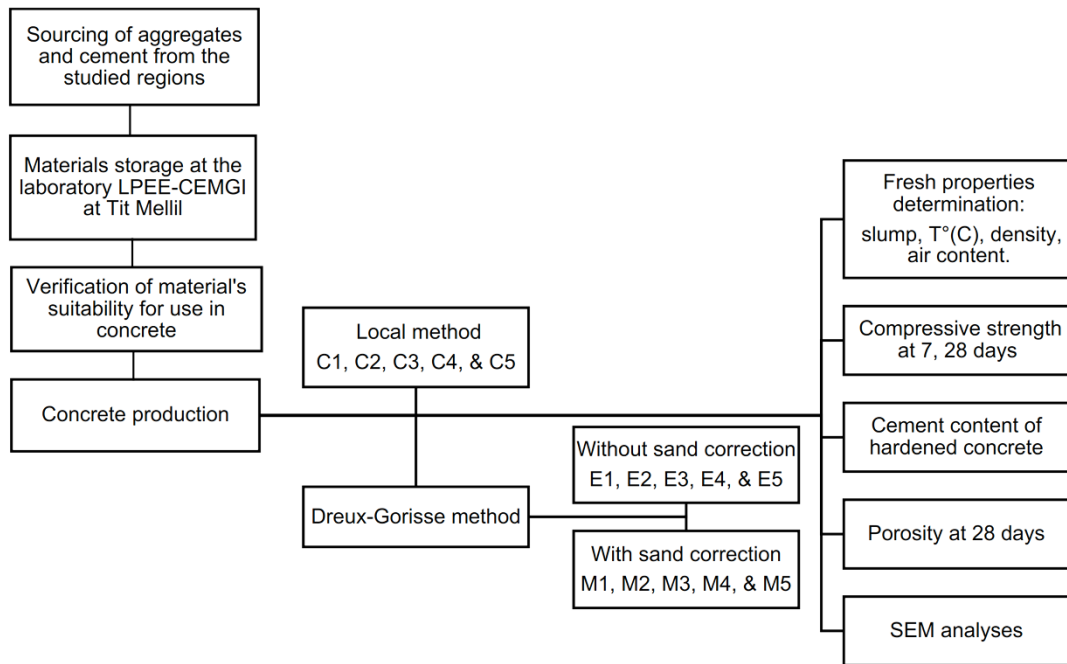 Sourcing of aggregates
and cement from the
studied regions
Materials storage at the
laboratory LPEE-CEMGI
at Tit Mellil
Verification of material's
suitability for use in
concrete
Concrete production
Local method
C1, C2, C3, C4, & C5
Dreux-Gorisse method
Without sand correction
E1, E2, E3, E4, & E5
With sand correction
M1, M2, M3, M4, & M5
Fresh properties
determination:
slump, T°(C), density,
air content.
Compressive strength
at 7, 28 days
Cement content of
hardened concrete
Porosity at 28 days
SEM analyses